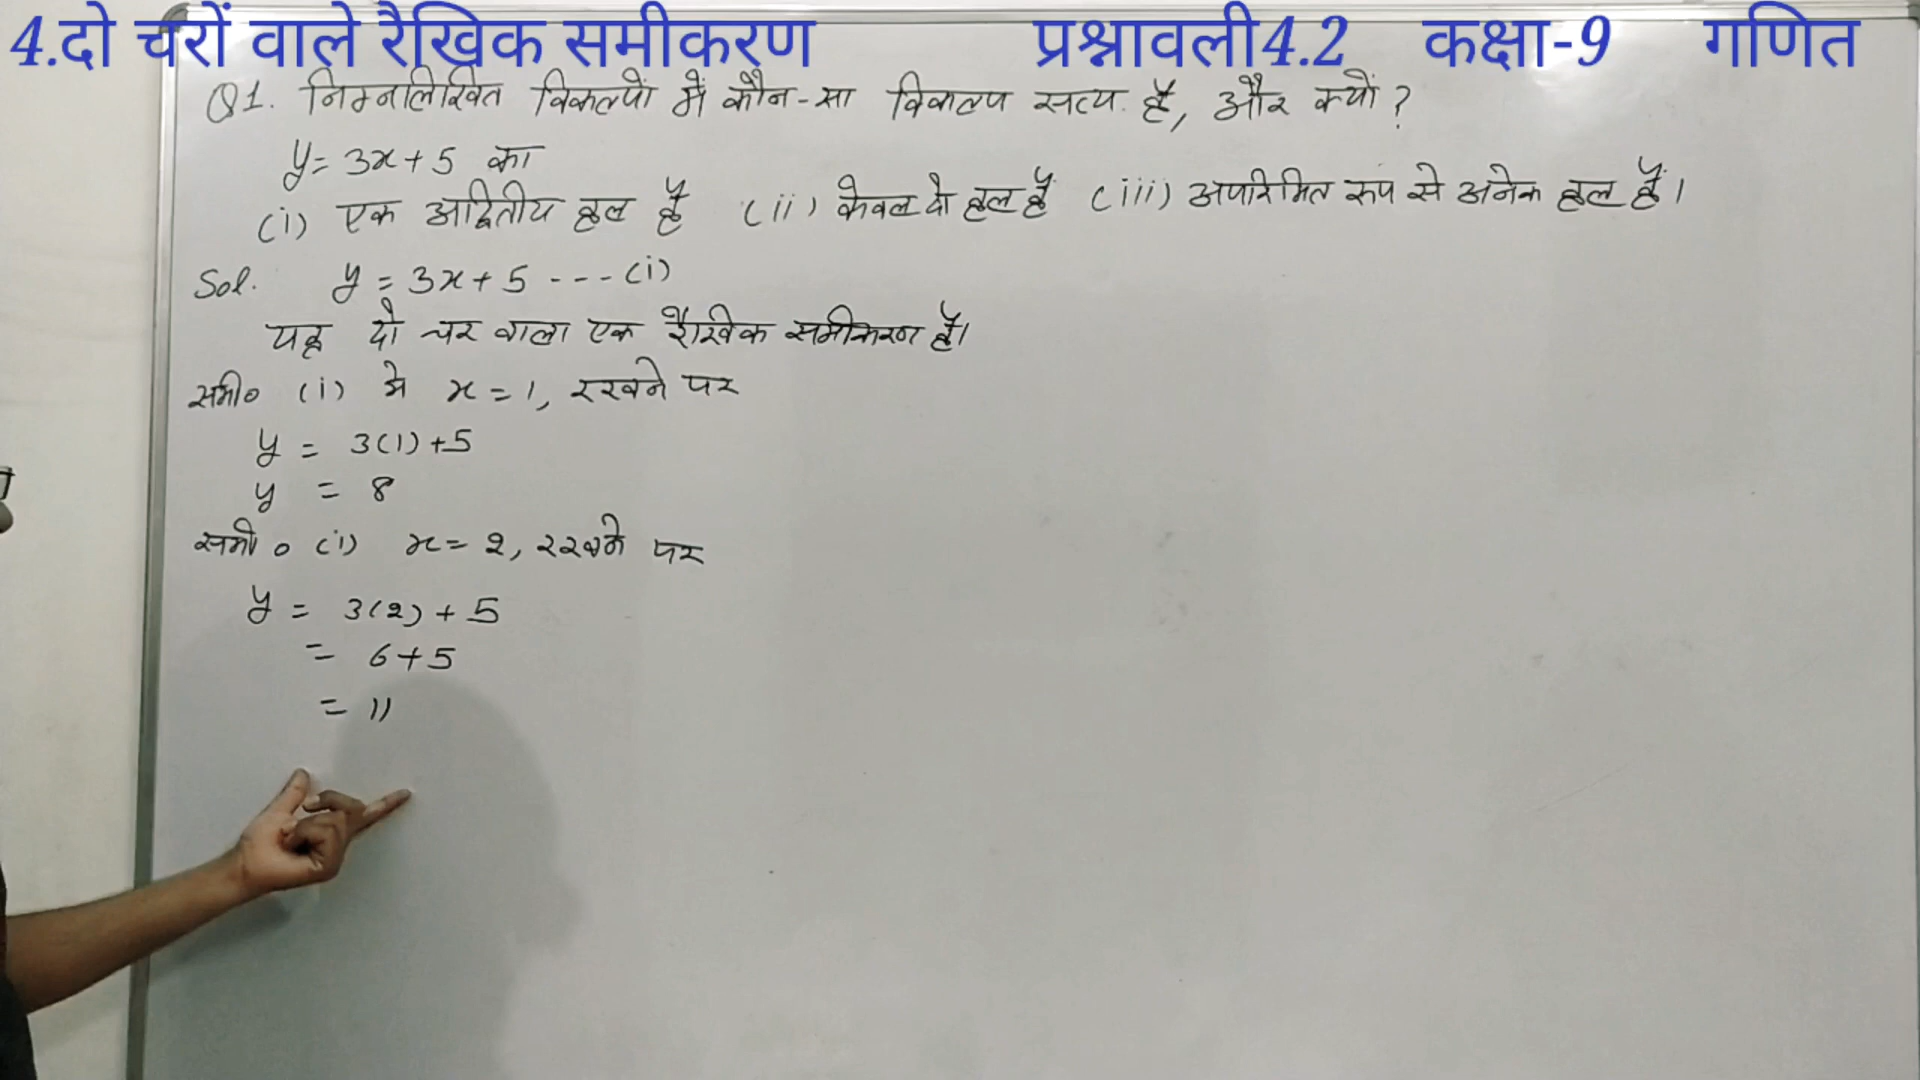 4.दो चरों वाले रैखिक समीकरण प्रश्नावली4.2 कक्षा-9 गणित
Q1. निम्नलिखित विकल्पों में कौन-सा विकल्प सत्य है, और क्यों?
y = 3x + 5 का
(i) एक अद्वितीय हल है (ii) केवल दो हल हैं (iii) अपरिमित रूप से अनेक हल हैं।
Sol. y = 3x + 5 --- (i)
यह दो चर वाला एक रैखिक समीकरण है।
समी० (i) मे x = 1, रखने पर
y = 3(1) + 5
y = 8
समी० (i) x = 2, रखने पर
y = 3(2) + 5
= 6 + 5
= 11